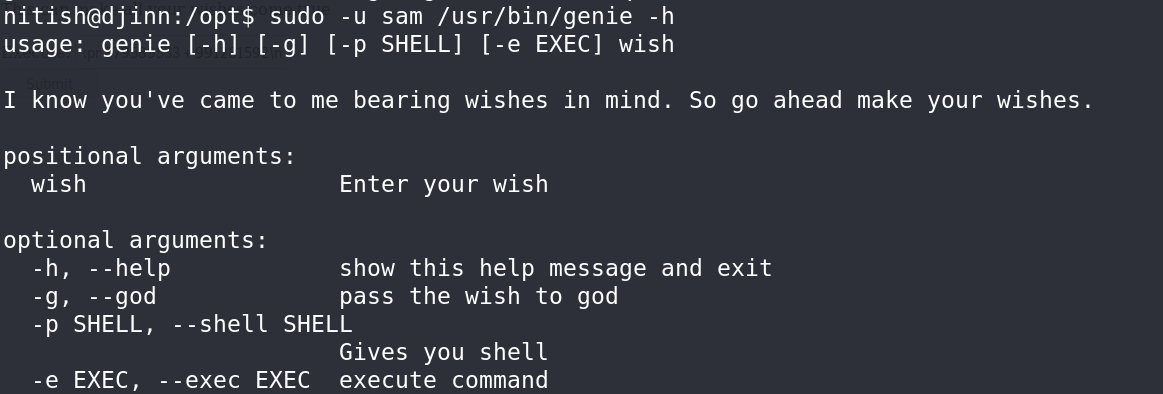 nitish@djinn:/opt$ sudo -u sam /usr/bin/genie -h
usage: genie [-h] [-g] [-p SHELL] [-e EXEC] wish
Submit
I know you've came to me bearing wishes in mind. So go ahead make your wishes.
positional arguments:
  wish                  Enter your wish
optional arguments:
  -h, --help            show this help message and exit
  -g, --god             pass the wish to god
  -p SHELL, --shell SHELL
                        Gives you shell
  -e EXEC, --exec EXEC  execute command